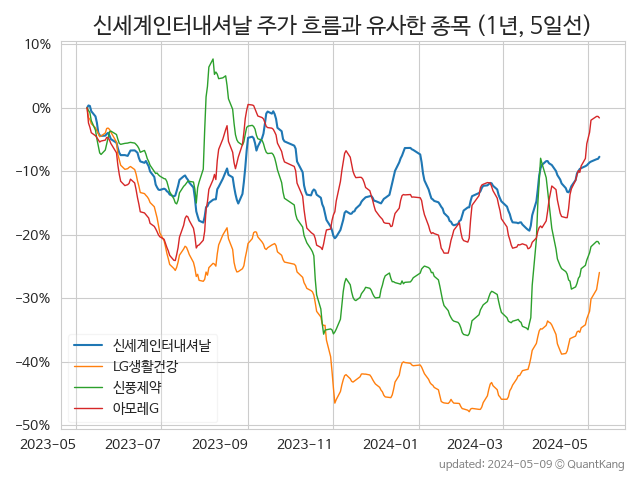 신세계인터내셔날 주가 흐름과 유사한 종목 (1년, 5일선)
10%
0%
−10%
−20%
−30%
−40%
−50%
신세계인터내셔날
LG생활건강
신풍제약
아모레G
2023-05 2023-07 2023-09 2023-11 2024-01 2024-03 2024-05
updated: 2024-05-09 © QuantKang